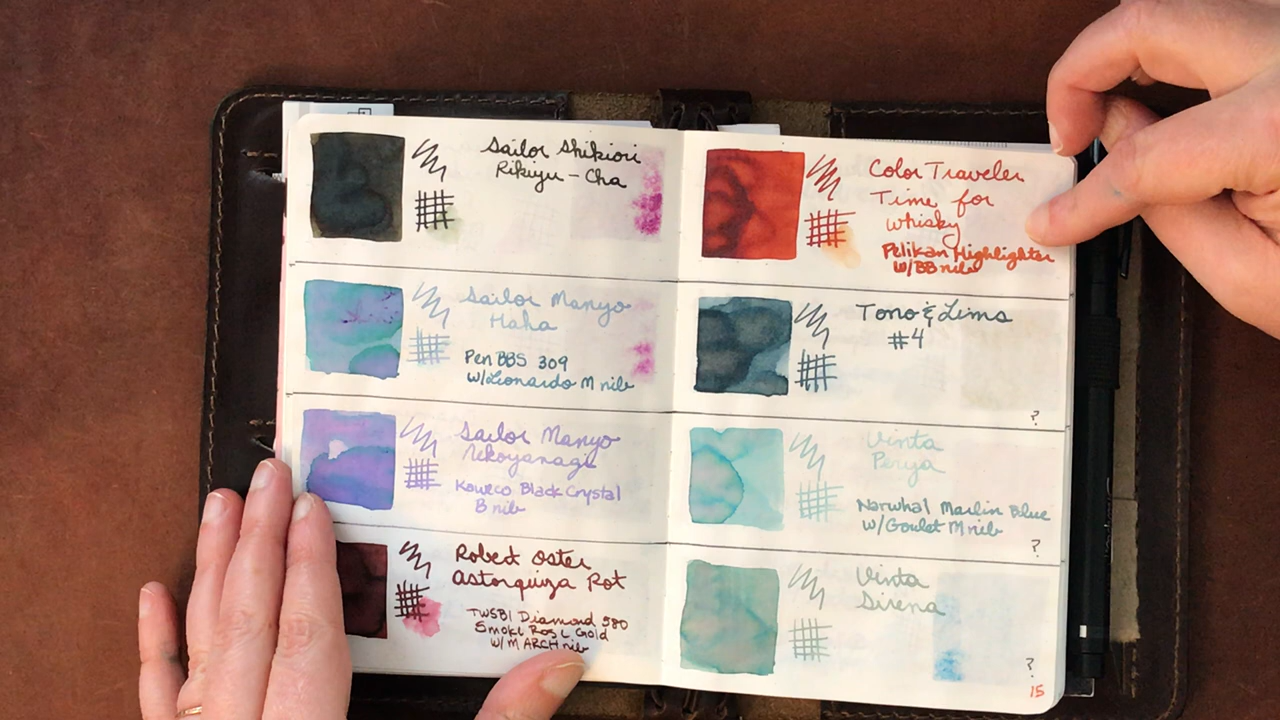 Sailor Shikiori
Rikyu-Cha
Sailor Manyo
Haha
PenBBS 309
w/Leonardo M nib
Sailor Manyo
Nekoyanagi
Kaweco Black Crystal
B nib
Robert Oster
Astorquiza Rot
TWSBI Diamond 580
Smoke Rose Gold
w/M ARCH nib
Color Traveler
Time for
Whisky
Pelikan Highlighter
w/BB nib
Tono & Lims
#4
?
Vinta
Perya
Narwhal Marlin Blue
w/Goulet M nib
?
Vinta
Sirena
?
15